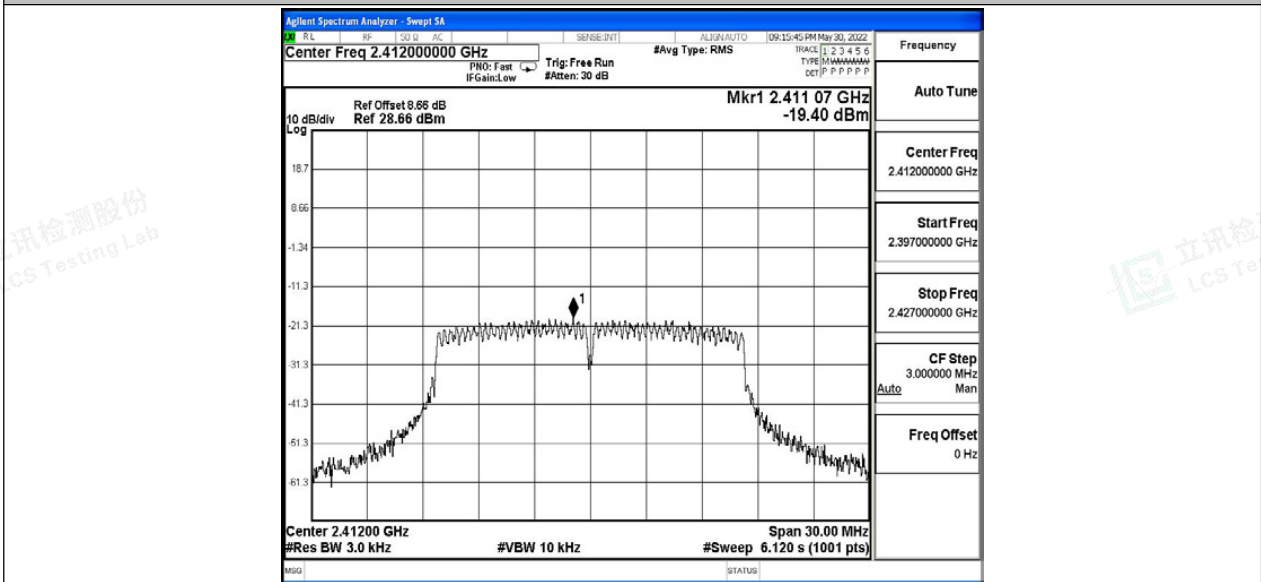 Agilent Spectrum Analyzer - Swept SA
LXI RL RF 50 Ω AC SENSE:INT ALIGNAUTO 09:15:45 PM May 30, 2022
Center Freq 2.412000000 GHz #Avg Type: RMS TRACE 1 2 3 4 5 6
PNO: Fast Trig: Free Run TYPE MWWWWW
IFGain:Low #Atten: 30 dB DET P P P P P P
Frequency
Mkr1 2.411 07 GHz
Ref Offset 8.66 dB
-19.40 dBm
10 dB/div Ref 28.66 dBm
Log
18.7
8.66
-1.34
-11.3
-21.3
-31.3
-41.3
-51.3
-61.3
1
Center 2.41200 GHz Span 30.00 MHz
#Res BW 3.0 kHz #VBW 10 kHz #Sweep 6.120 s (1001 pts)
MSG STATUS
Auto Tune
Center Freq
2.412000000 GHz
Start Freq
2.397000000 GHz
Stop Freq
2.427000000 GHz
CF Step
3.000000 MHz
Auto Man
Freq Offset
0 Hz
立讯检测股份
LCS Testing Lab
LCS
立讯检
LCS Te